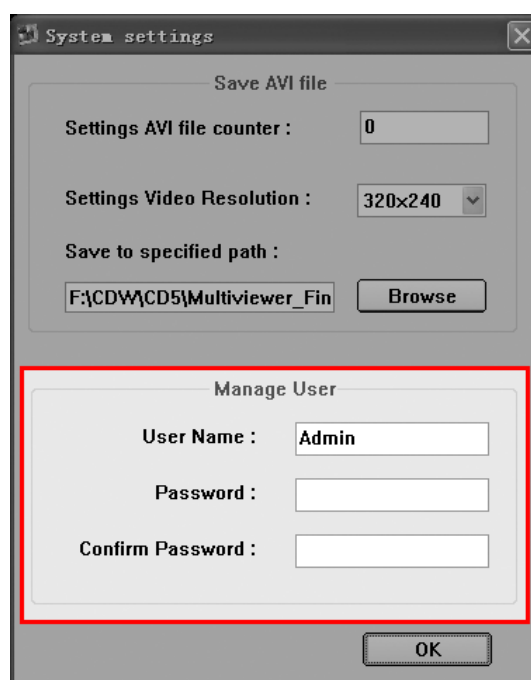 System settings
Save AVI file
Settings AVI file counter : 0
Settings Video Resolution : 320x240
Save to specified path :
F:\CDW\CD5\Multiviewer_Fin Browse
Manage User
User Name : Admin
Password :
Confirm Password :
OK